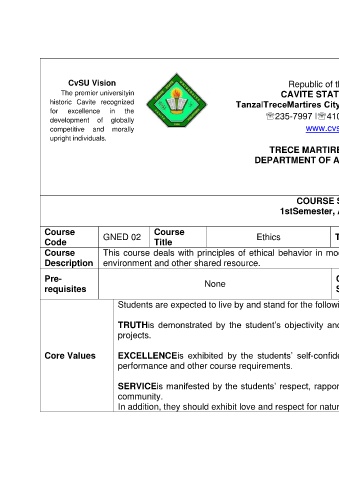 CvSU Vision
The premier universityin
historic Cavite recognized
for excellence in the
development of globally
competitive and morally
upright individuals.
Republic of th
CAVITE STAT
Tanza|TreceMartires City
☏235-7997 |☏410
www.cvs
TRECE MARTIRE
DEPARTMENT OF A
COURSE S
1stSemester, A
Course
Code
GNED 02
Course
Title
Ethics
T
Course
Description
This course deals with principles of ethical behavior in mod
environment and other shared resource.
Pre-
requisites
None
C
S
Core Values
Students are expected to live by and stand for the followi
TRUTHis demonstrated by the student's objectivity and
projects.
EXCELLENCEis exhibited by the students' self-confide
performance and other course requirements.
SERVICEis manifested by the students' respect, rappor
community.
In addition, they should exhibit love and respect for natur